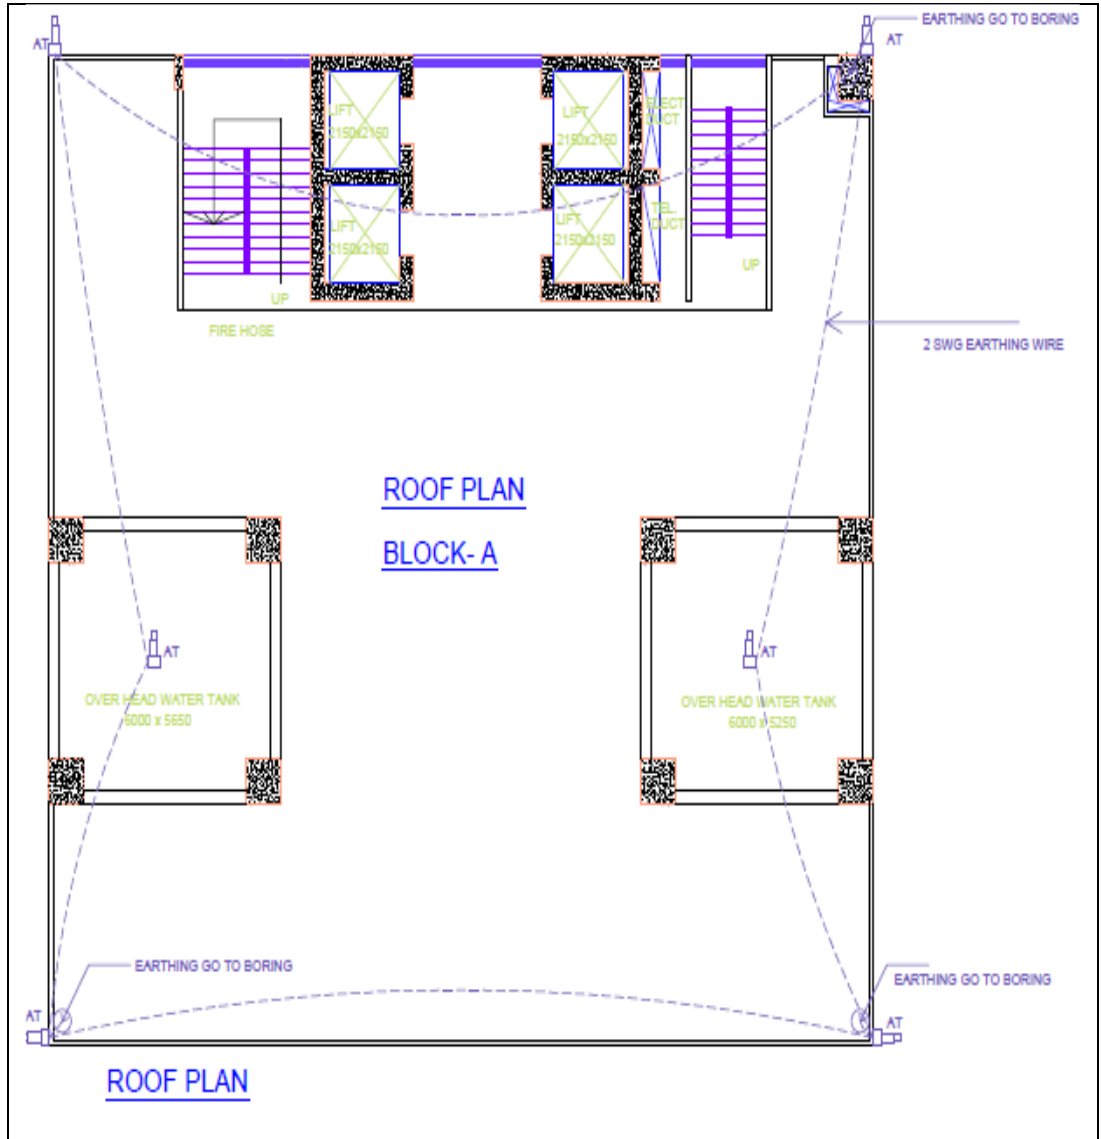 EARTHING GO TO BORING
AT
AT
LIFT
2150x2150
LIFT
2150x2150
ELECT
DUCT
LIFT
2150x2150
LIFT
2150x2150
TEL.
DUCT
UP
UP
FIRE HOSE
2 SWG EARTHING WIRE
ROOF PLAN
BLOCK- A
AT
AT
OVER HEAD WATER TANK
6000 x 5650
OVER HEAD WATER TANK
6000 x 5250
EARTHING GO TO BORING
EARTHING GO TO BORING
AT
AT
ROOF PLAN